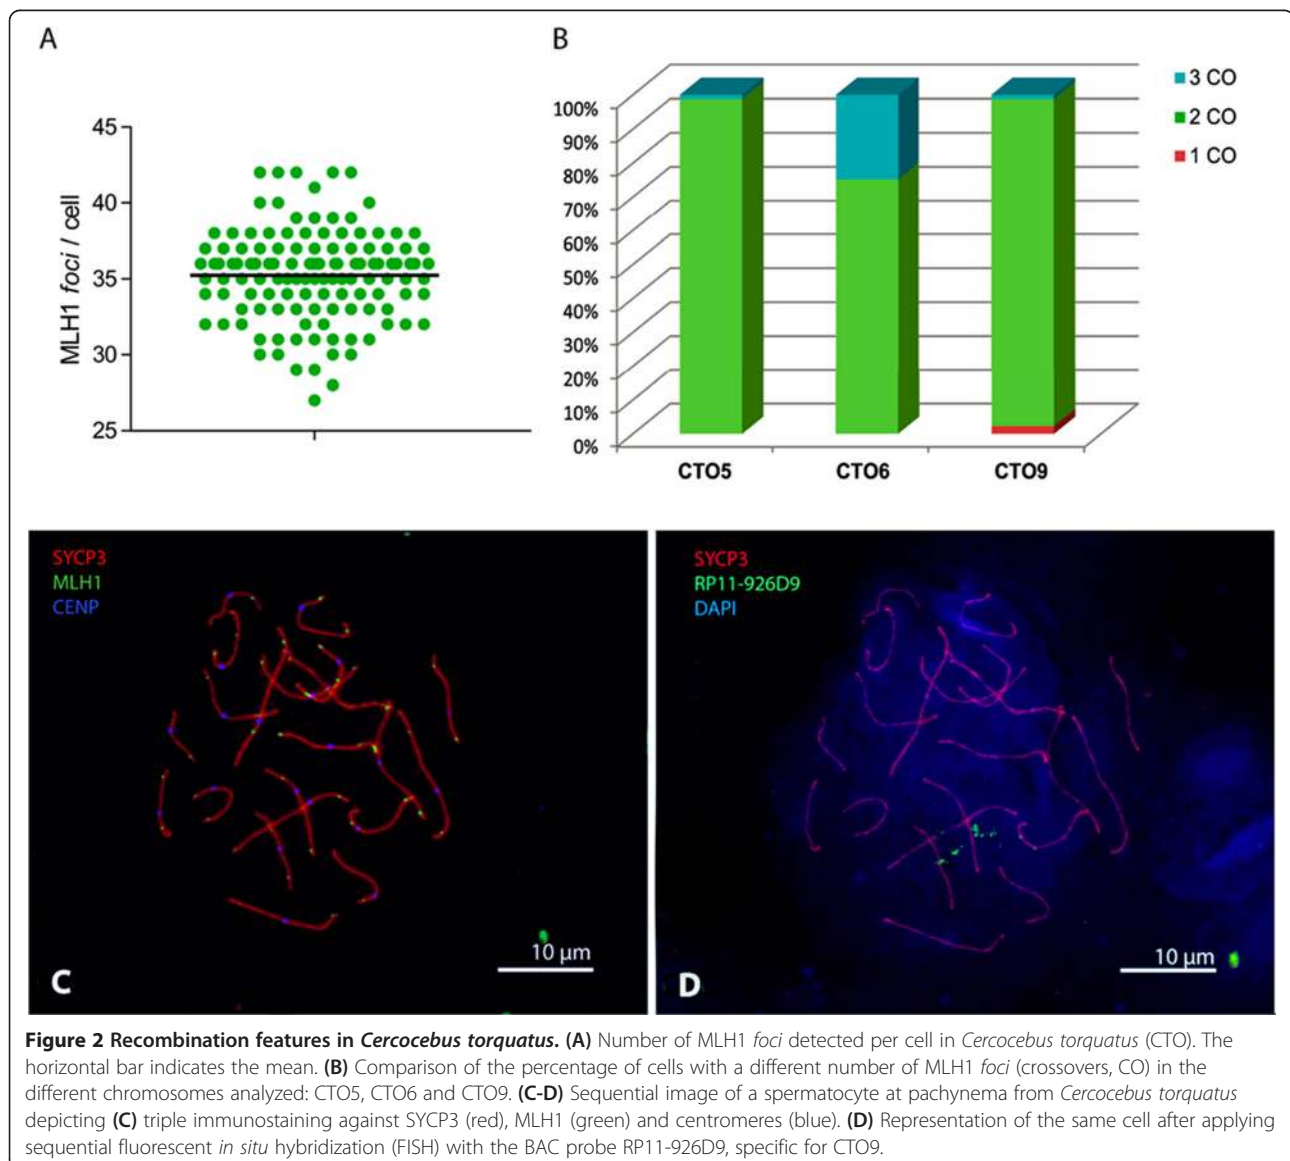 A
B
MLH1 foci / cell
45
40
35
30
25
100%
90%
80%
70%
60%
50%
40%
30%
20%
10%
0%
CTO5
CTO6
CTO9
3 CO
2 CO
1 CO
SYCP3
MLH1
CENP
10 µm
C
SYCP3
RP11-926D9
DAPI
10 µm
D
Figure 2 Recombination features in Cercocebus torquatus. (A) Number of MLH1 foci detected per cell in Cercocebus torquatus (CTO). The
horizontal bar indicates the mean. (B) Comparison of the percentage of cells with a different number of MLH1 foci (crossovers, CO) in the
different chromosomes analyzed: CTO5, CTO6 and CTO9. (C-D) Sequential image of a spermatocyte at pachynema from Cercocebus torquatus
depicting (C) triple immunostaining against SYCP3 (red), MLH1 (green) and centromeres (blue). (D) Representation of the same cell after applying
sequential fluorescent in situ hybridization (FISH) with the BAC probe RP11-926D9, specific for CTO9.